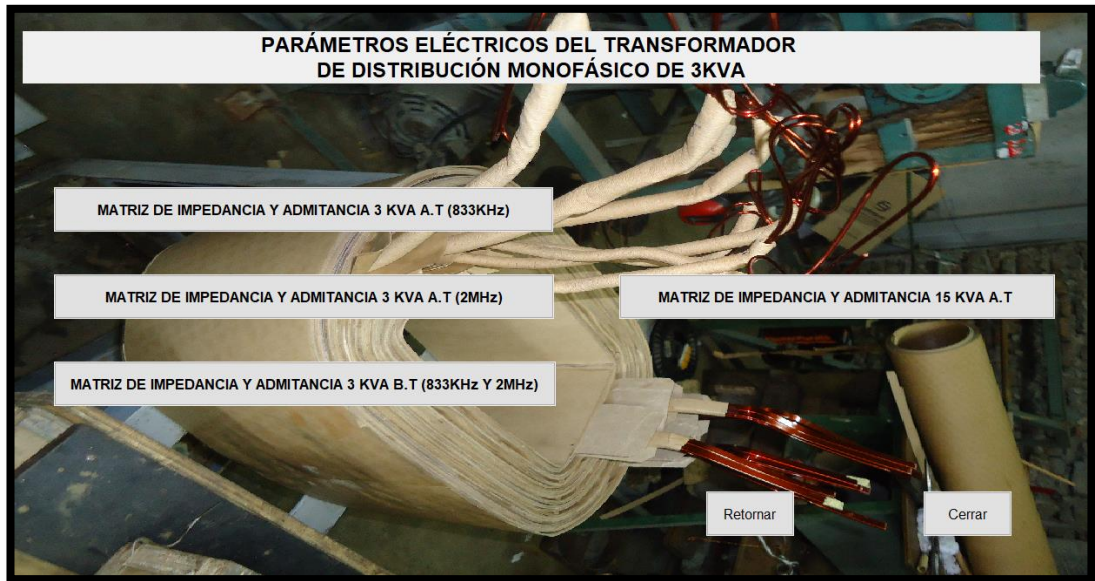 PARÁMETROS ELÉCTRICOS DEL TRANSFORMADOR
DE DISTRIBUCIÓN MONOFÁSICO DE 3KVA
MATRIZ DE IMPEDANCIA Y ADMITANCIA 3 KVA A.T (833KHz)
MATRIZ DE IMPEDANCIA Y ADMITANCIA 3 KVA A.T (2MHz)
MATRIZ DE IMPEDANCIA Y ADMITANCIA 15 KVA A.T
MATRIZ DE IMPEDANCIA Y ADMITANCIA 3 KVA B.T (833KHz Y 2MHz)
Retornar
Cerrar